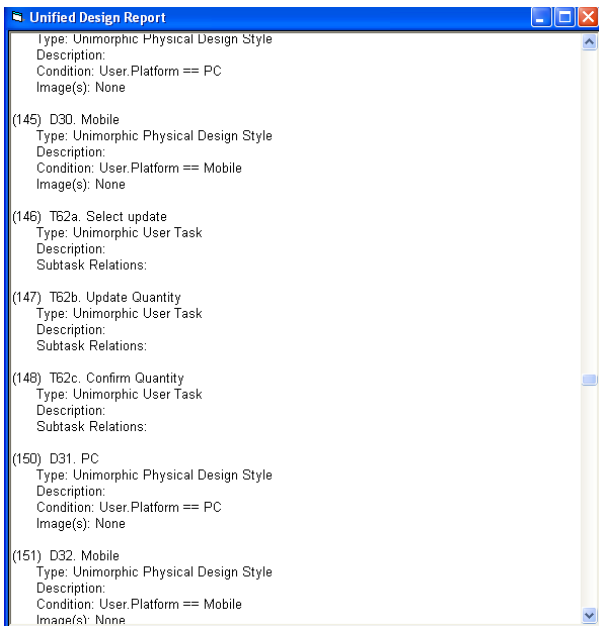 Unified Design Report
Type: Unimorphic Physical Design Style
Description:
Condition: User.Platform == PC
Image(s): None
(145) D30. Mobile
Type: Unimorphic Physical Design Style
Description:
Condition: User.Platform == Mobile
Image(s): None
(146) T62a. Select update
Type: Unimorphic User Task
Description:
Subtask Relations:
(147) T62b. Update Quantity
Type: Unimorphic User Task
Description:
Subtask Relations:
(148) T62c. Confirm Quantity
Type: Unimorphic User Task
Description:
Subtask Relations:
(150) D31. PC
Type: Unimorphic Physical Design Style
Description:
Condition: User.Platform == PC
Image(s): None
(151) D32. Mobile
Type: Unimorphic Physical Design Style
Description:
Condition: User.Platform == Mobile
Image(s): None